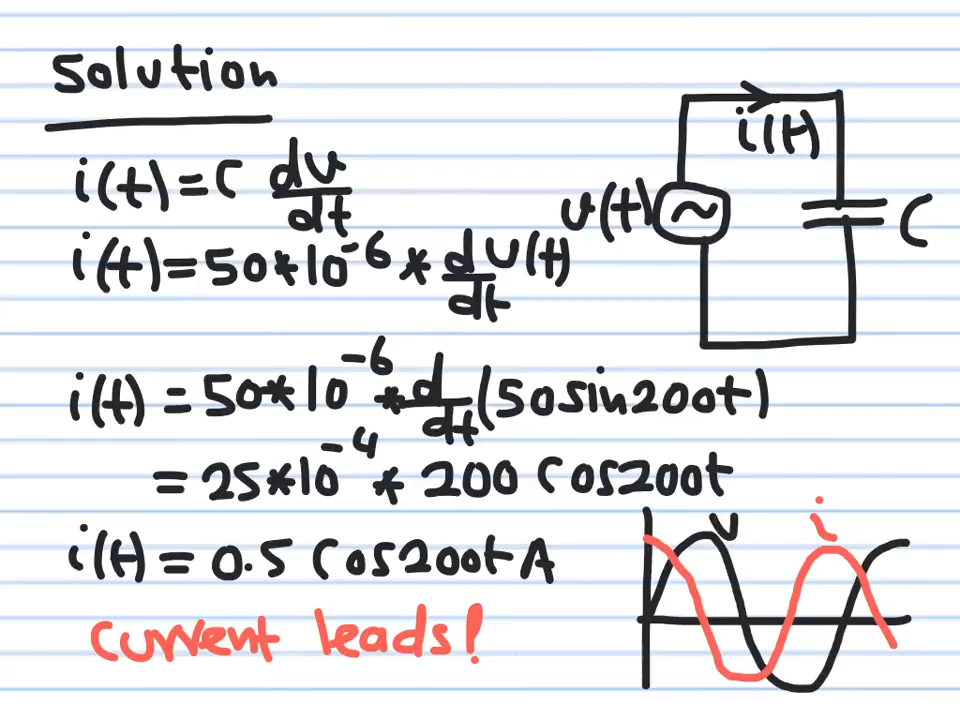 Solution
i(t) = C dv/dt
i(t) = 50*10^-6 * dv(t)/dt
i(t) = 50*10^-6 * d/dt (50sin200t)
= 25*10^-4 * 200 Cos200t
i(t) = 0.5 Cos200t A
current leads!
i(t)
v(t)
~
C
v
i